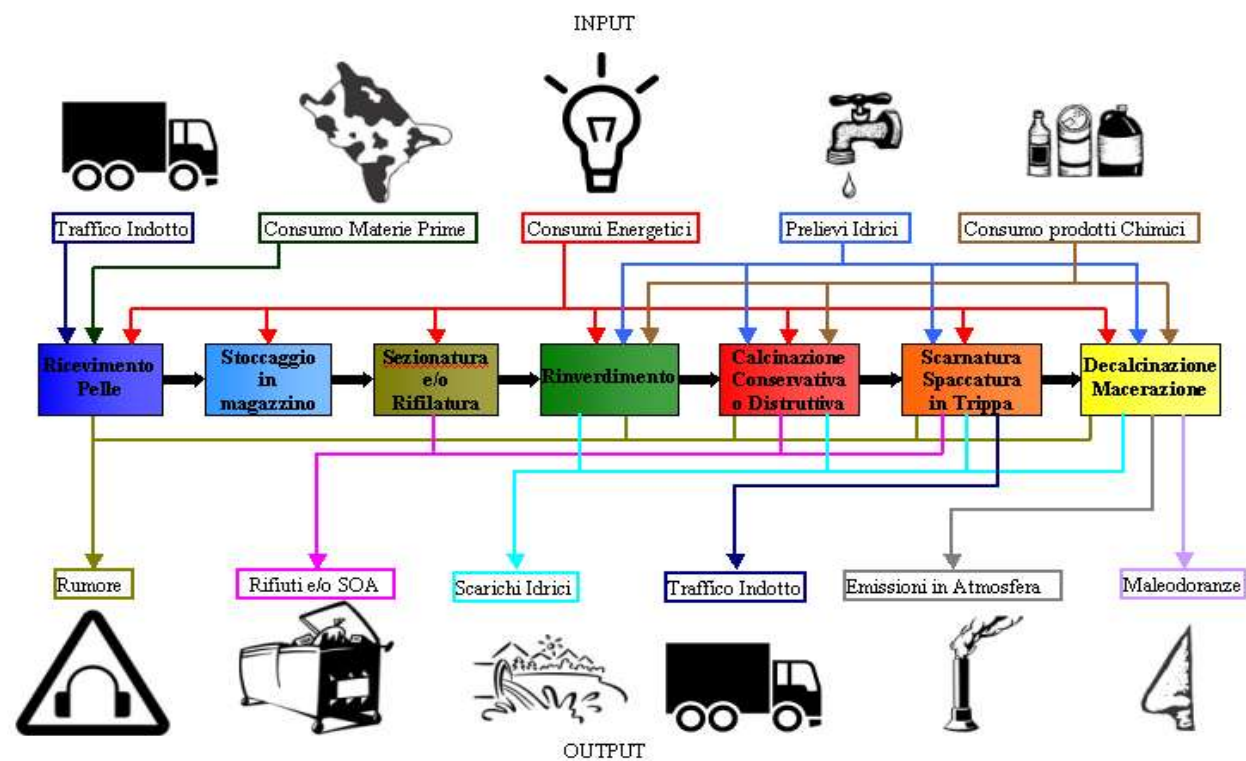 INPUT
Traffico Indotto
Consumo Materie Prime
Consumi Energetici
Prelievi Idrici
Consumo prodotti Chimici
Ricevimento
Pelle
Stoccaggio
in
magazzino
Sezionatura
e/o
Rifilatura
Rinverdimento
Calcinazione
Conservativa
o Distruttiva
Scarnatura
Spaccatura
in Trippa
Decalcinazione
Macerazione
Rumore
Rifiuti e/o SOA
Scarichi Idrici
Traffico Indotto
Emissioni in Atmosfera
Maleodoranze
OUTPUT